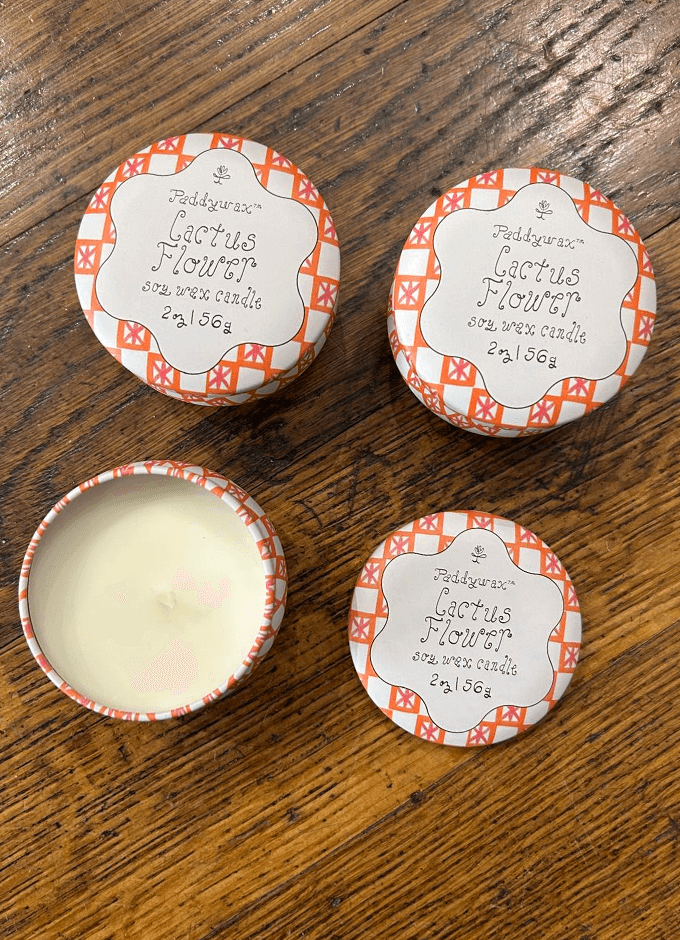 Paddywax™
Cactus
Flower
soy wax candle
2oz | 56g
Paddywax™
Cactus
Flower
soy wax candle
2oz | 56g
Paddywax™
Cactus
Flower
soy wax candle
2oz | 56g